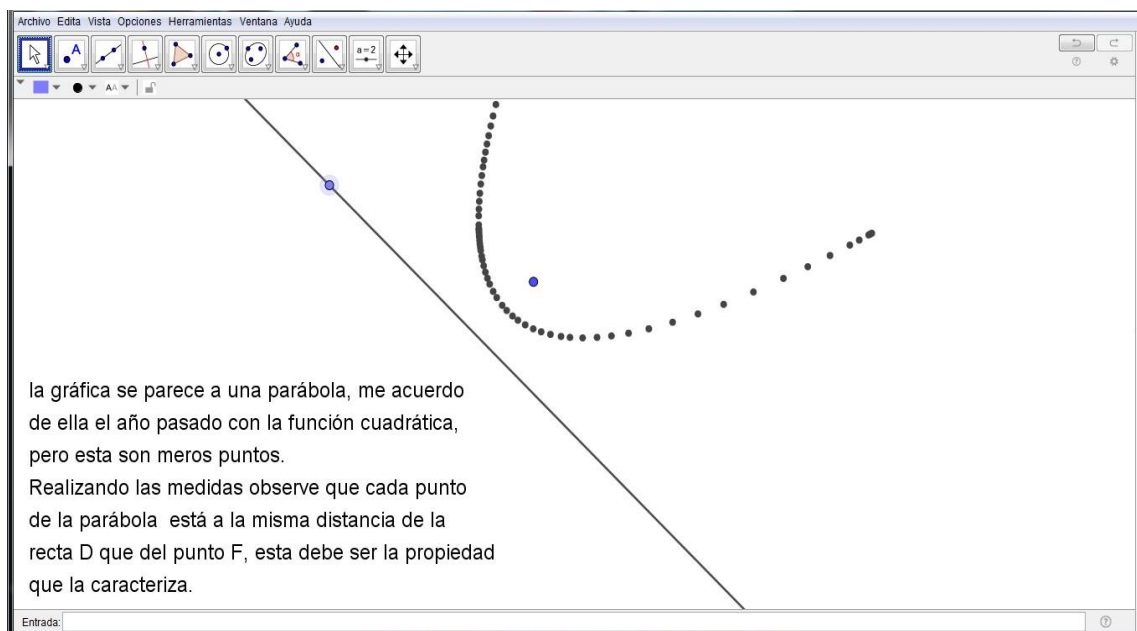 Archivo Edita Vista Opciones Herramientas Ventana Ayuda
A
α
a=2
AA
la gráfica se parece a una parábola, me acuerdo
de ella el año pasado con la función cuadrática,
pero esta son meros puntos.
Realizando las medidas observe que cada punto
de la parábola está a la misma distancia de la
recta D que del punto F, esta debe ser la propiedad
que la caracteriza.
Entrada: